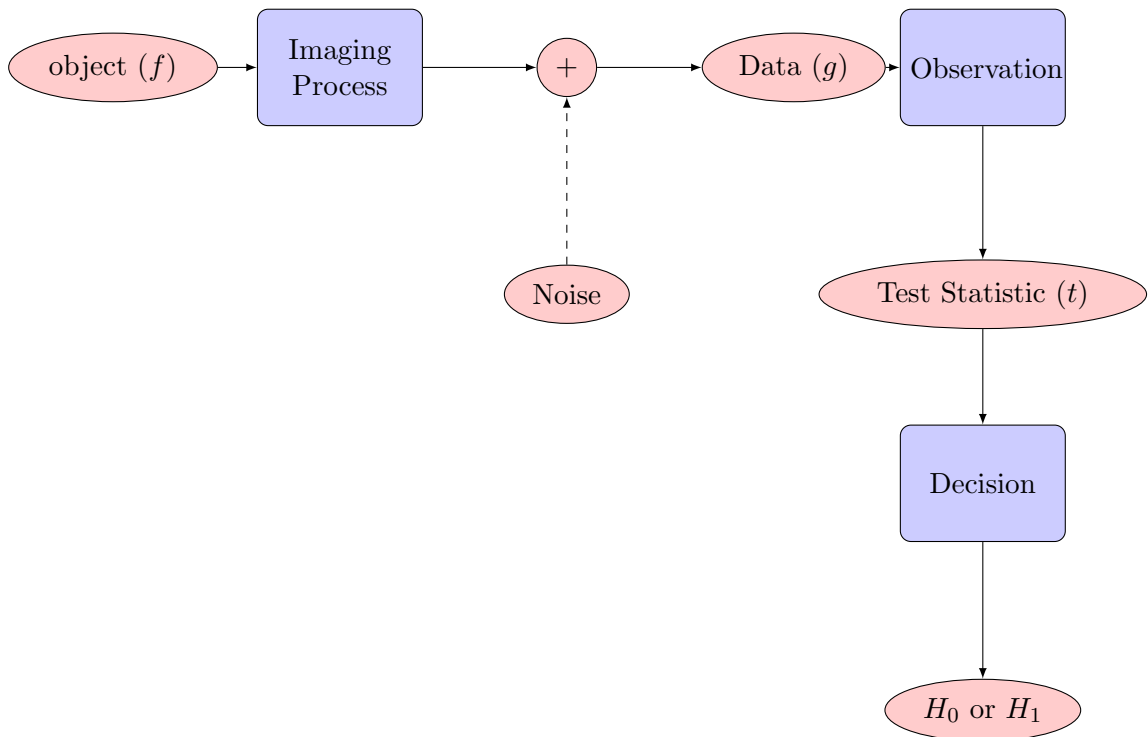 object (f)
Imaging
Process
+
Data (g)
Observation
Noise
Test Statistic (t)
Decision
H₀ or H₁